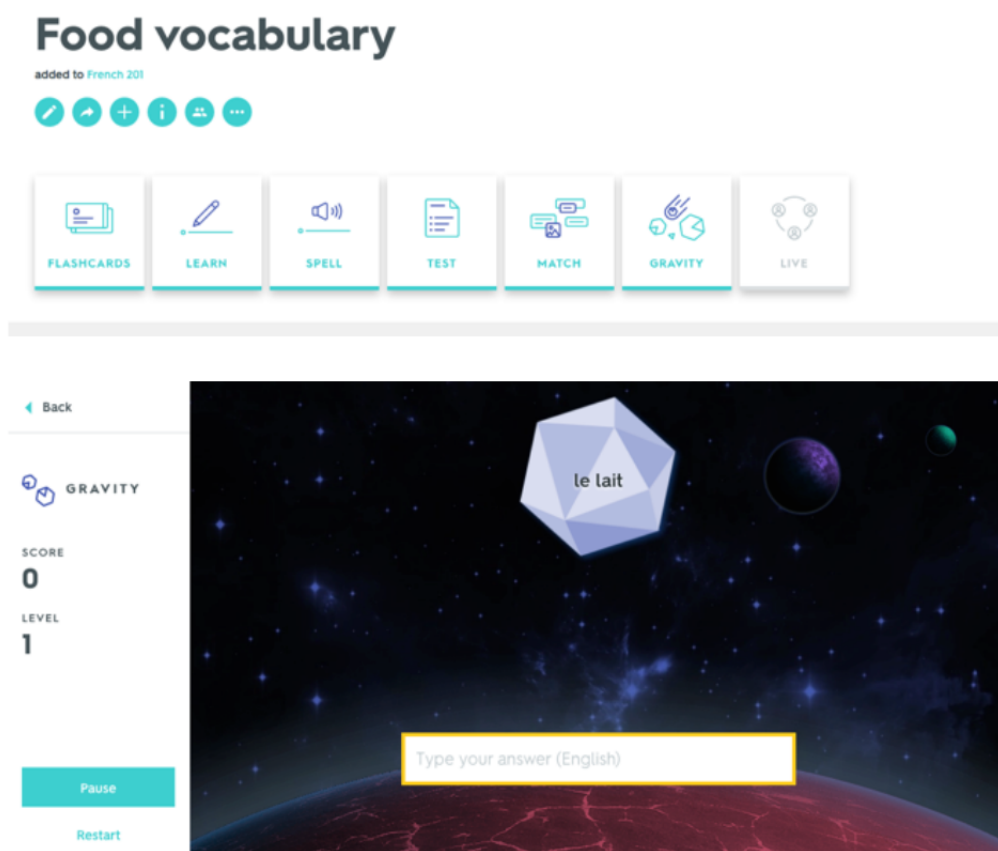 Food vocabulary
added to French 201
FLASHCARDS
LEARN
SPELL
TEST
MATCH
GRAVITY
LIVE
Back
GRAVITY
SCORE
0
LEVEL
1
Pause
Restart
le lait
Type your answer (English)